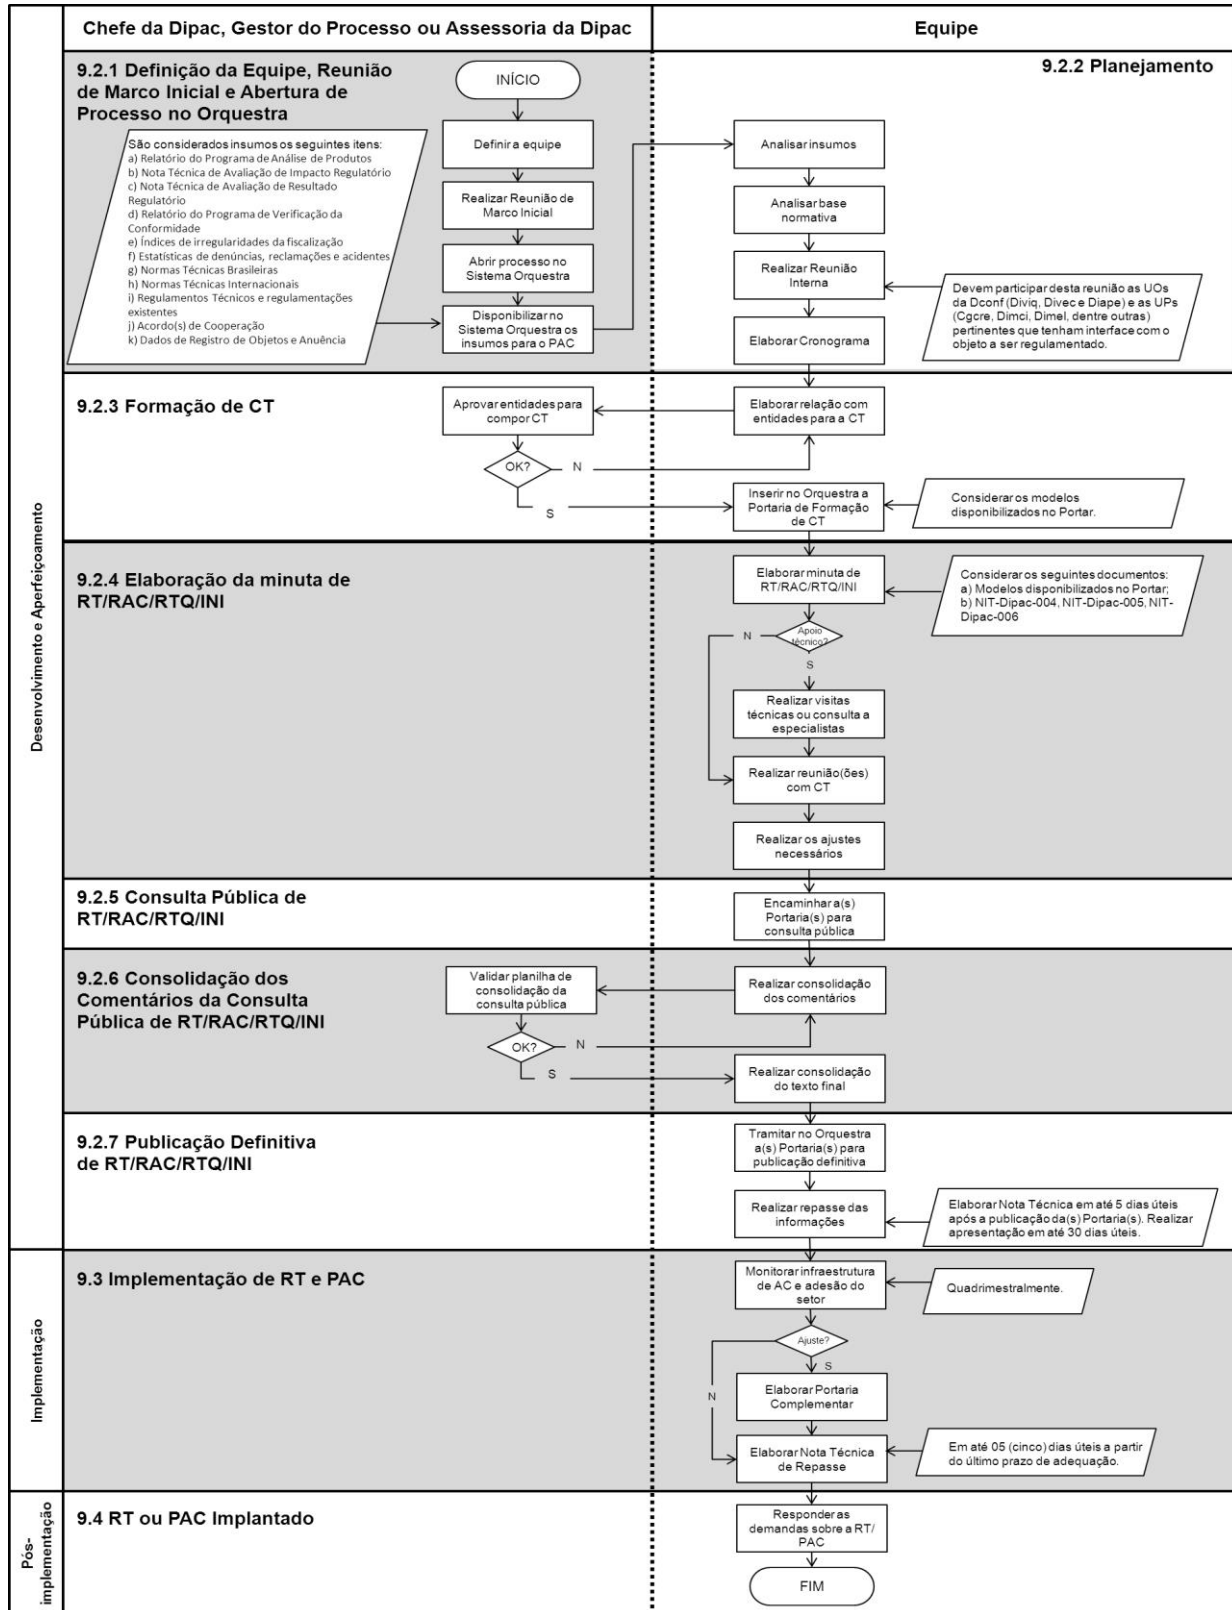 Chefe da Dipac, Gestor do Processo ou Assessoria da Dipac
Equipe
Desenvolvimento e Aperfeiçoamento
9.2.1 Definição da Equipe, Reunião
de Marco Inicial e Abertura de
Processo no Orquestra
INÍCIO
9.2.2 Planejamento
São considerados insumos os seguintes itens:
a) Relatório do Programa de Análise de Produtos
b) Nota Técnica de Avaliação de Impacto Regulatório
c) Nota Técnica de Avaliação de Resultado
Regulatório
d) Relatório do Programa de Verificação da
Conformidade
e) Índices de irregularidades da fiscalização
f) Estatísticas de denúncias, reclamações e acidentes
g) Normas Técnicas Brasileiras
h) Normas Técnicas Internacionais
i) Regulamentos Técnicos e regulamentações
existentes
j) Acordo(s) de Cooperação
k) Dados de Registro de Objetos e Anuência
Definir a equipe
Realizar Reunião de
Marco Inicial
Abrir processo no
Sistema Orquestra
Disponibilizar no
Sistema Orquestra os
insumos para o PAC
Analisar insumos
Analisar base
normativa
Realizar Reunião
Interna
Devem participar desta reunião as UOs
da Dconf (Diviq, Divec e Diape) e as UPs
(Cgcre, Dimci, Dimel, dentre outras)
pertinentes que tenham interface com o
objeto a ser regulamentado.
Elaborar Cronograma
9.2.3 Formação de CT
Aprovar entidades para
compor CT
Elaborar relação com
entidades para a CT
OK?
N
S
Inserir no Orquestra a
Portaria de Formação
de CT
Considerar os modelos
disponibilizados no Portar.
9.2.4 Elaboração da minuta de
RT/RAC/RTQ/INI
Elaborar minuta de
RT/RAC/RTQ/INI
Considerar os seguintes documentos:
a) Modelos disponibilizados no Portar;
b) NIT-Dipac-004, NIT-Dipac-005, NIT-
Dipac-006
N
Apoio
técnico?
S
Realizar visitas
técnicas ou consulta a
especialistas
Realizar reunião(ões)
com CT
Realizar os ajustes
necessários
9.2.5 Consulta Pública de
RT/RAC/RTQ/INI
Encaminhar a(s)
Portaria(s) para
consulta pública
9.2.6 Consolidação dos
Comentários da Consulta
Pública de RT/RAC/RTQ/INI
Validar planilha de
consolidação da
consulta pública
Realizar consolidação
dos comentários
OK?
N
S
Realizar consolidação
do texto final
9.2.7 Publicação Definitiva
de RT/RAC/RTQ/INI
Tramitar no Orquestra
a(s) Portaria(s) para
publicação definitiva
Realizar repasse das
informações
Elaborar Nota Técnica em até 5 dias úteis
após a publicação da(s) Portaria(s). Realizar
apresentação em até 30 dias úteis.
Implementação
9.3 Implementação de RT e PAC
Monitorar infraestrutura
de AC e adesão do
setor
Quadrimestralmente.
Ajuste?
S
N
Elaborar Portaria
Complementar
Elaborar Nota Técnica
de Repasse
Em até 05 (cinco) dias úteis a partir
do último prazo de adequação.
Pós-
implementação
9.4 RT ou PAC Implantado
Responder as
demandas sobre a RT/
PAC
FIM